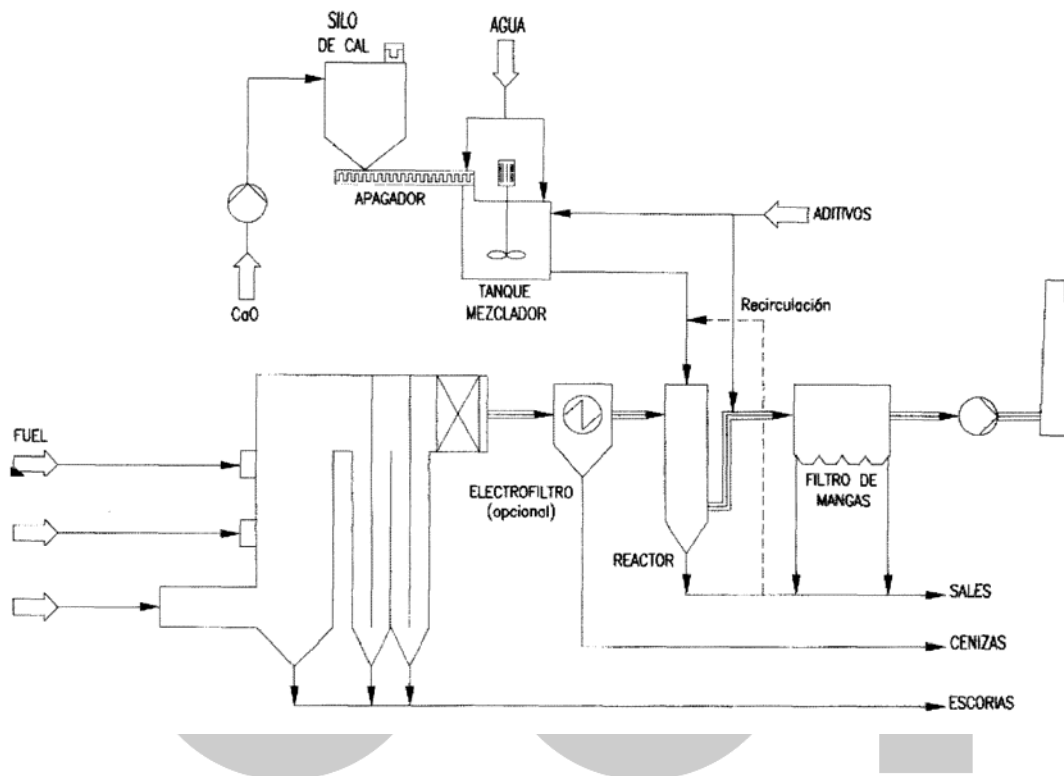 SILO
DE CAL
AGUA
APAGADOR
ADITIVOS
TANQUE
MEZCLADOR
CaO
Recirculación
FUEL
ELECTROFILTRO
(opcional)
FILTRO DE
MANGAS
REACTOR
SALES
CENIZAS
ESCORIAS